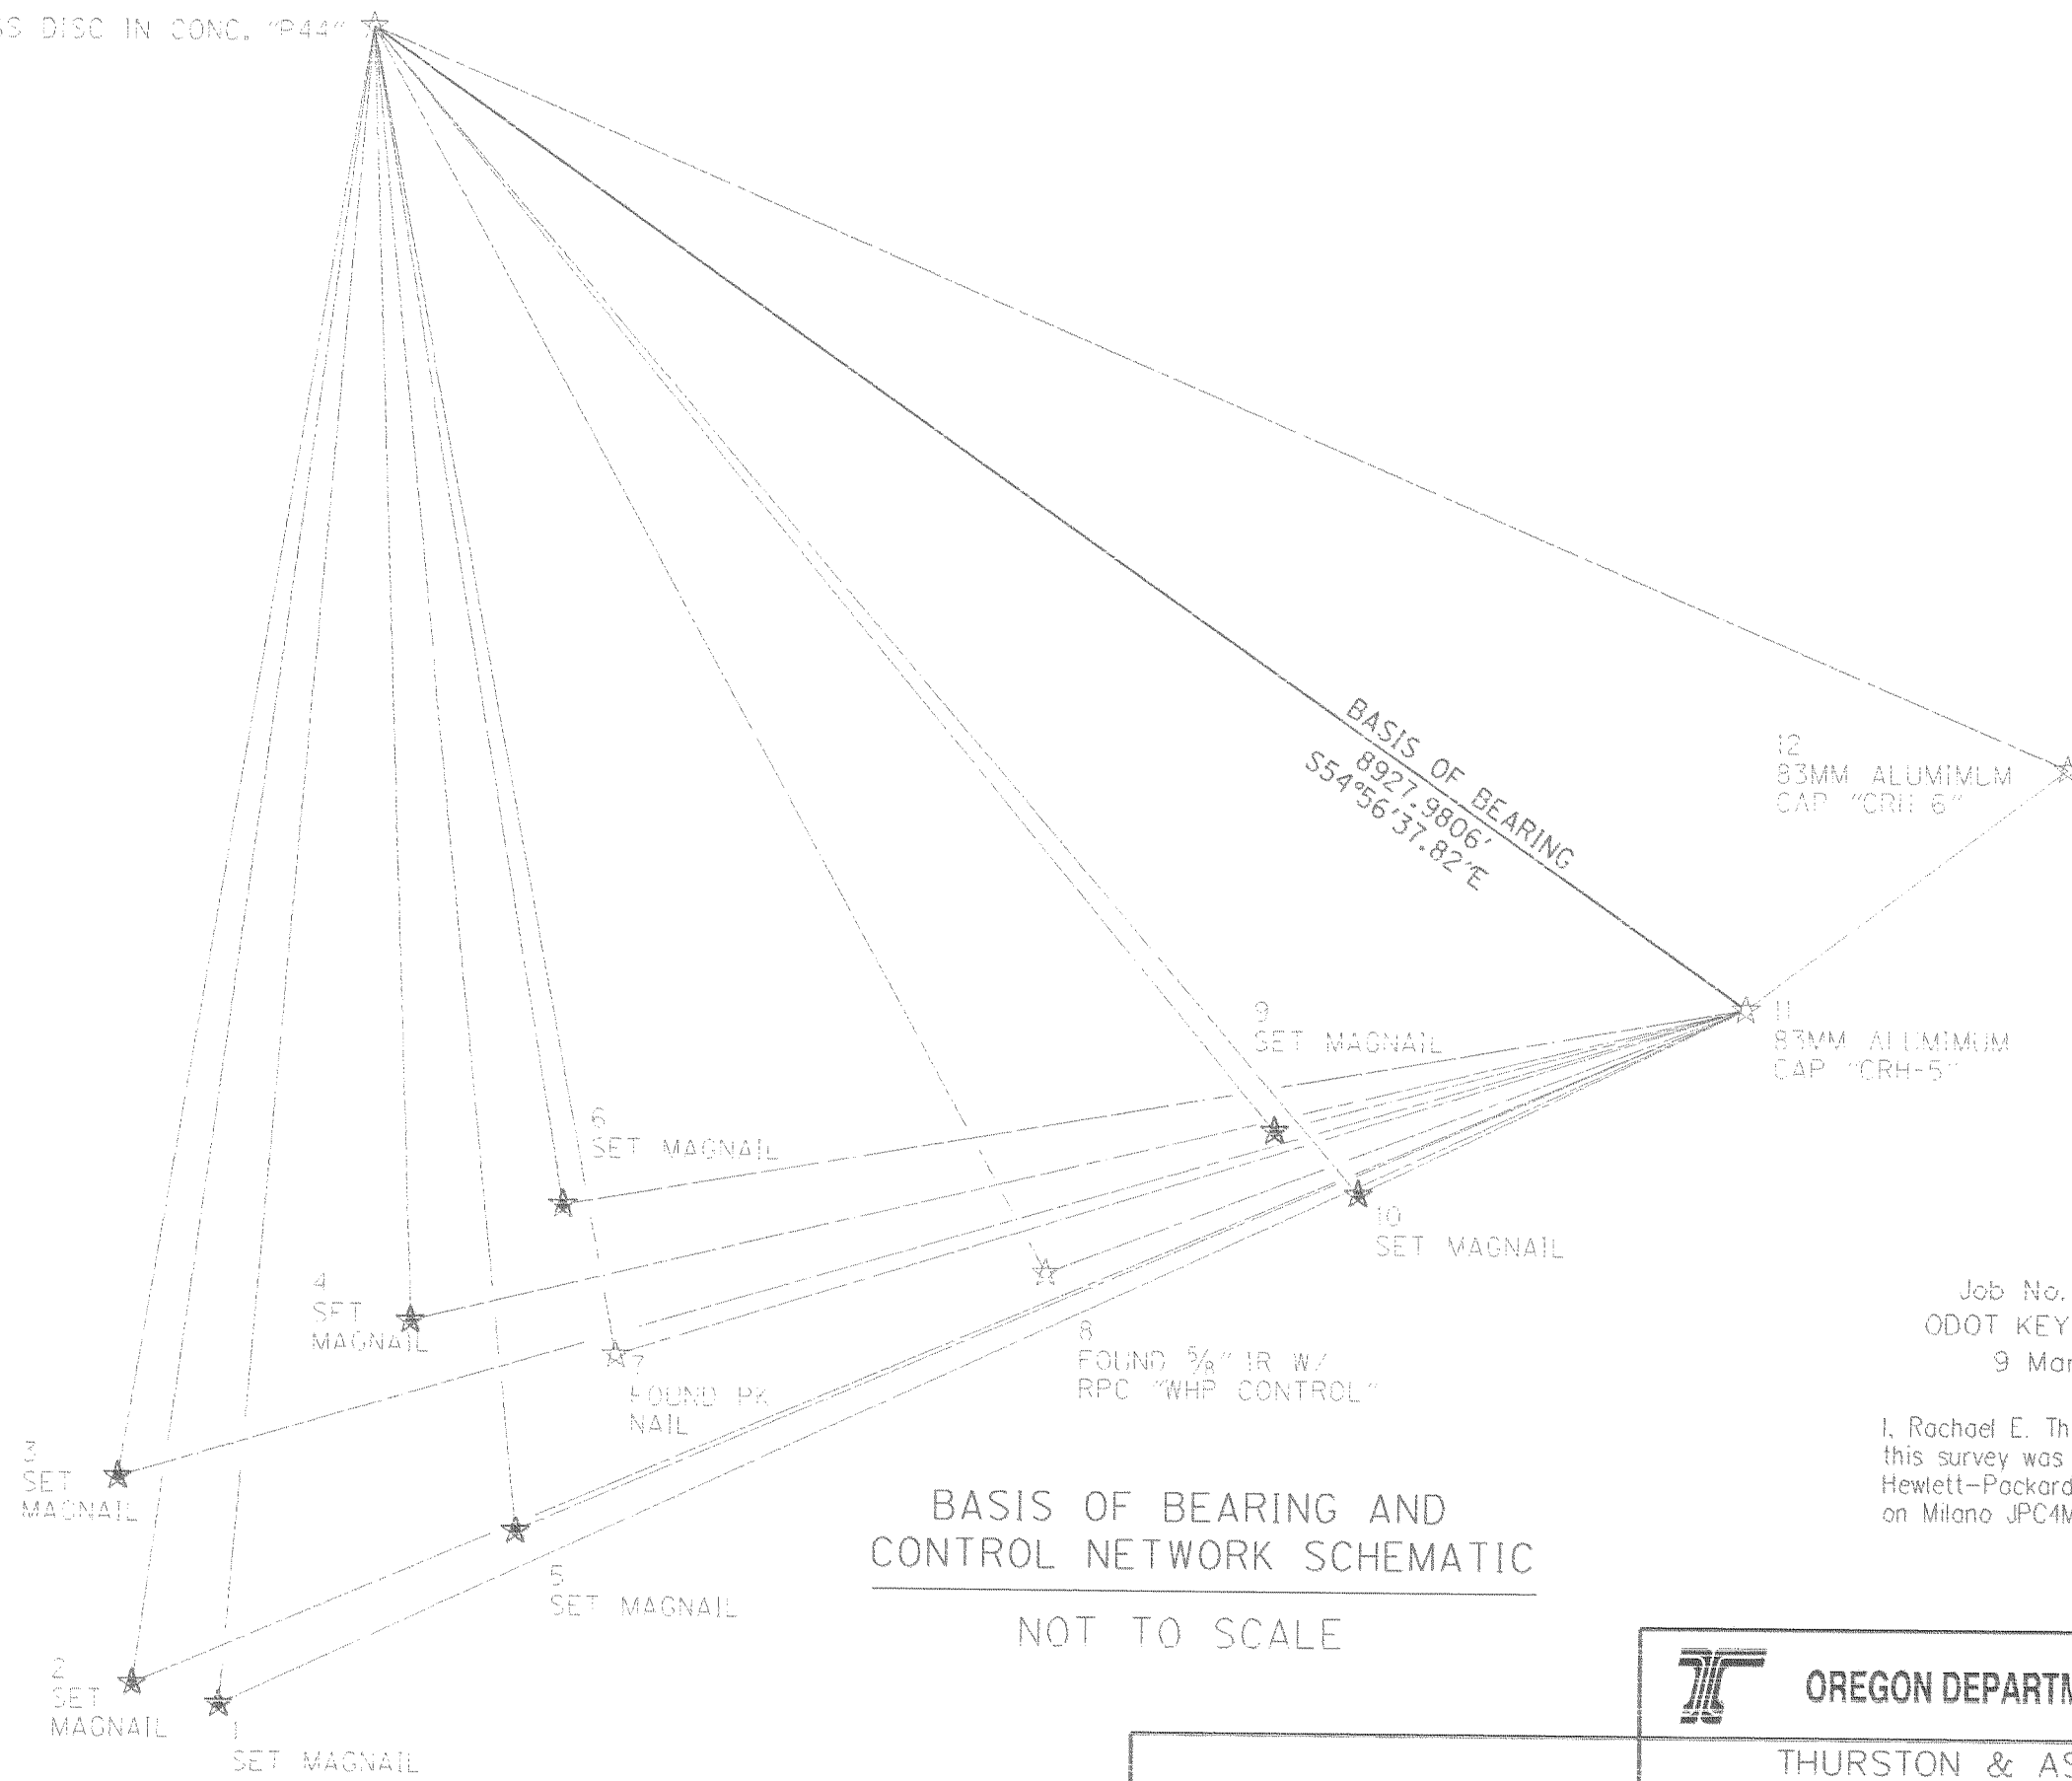 DISC IN CONC. "P44"
BASIS OF BEARING
8927.9806'
S54°56'37.82"E
12
83MM ALUMIMUM
CAP "CRH-6"
11
83MM ALUMIMUM
CAP "CRH-5"
9
SET MAGNAIL
6
SET MAGNAIL
10
SET MAGNAIL
4
SET
MAGNAIL
7
FOUND PK
NAIL
8
FOUND 5/8" IR W/
RPC "WHP CONTROL"
3
SET
MAGNAIL
5
SET MAGNAIL
2
SET
MAGNAIL
1
SET MAGNAIL
BASIS OF BEARING AND
CONTROL NETWORK SCHEMATIC
NOT TO SCALE
Job No.
ODOT KEY
9 Mar
I, Rachael E. Th
this survey was
Hewlett-Packard
on Milano JPC4M
OREGON DEPARTM
THURSTON & AS